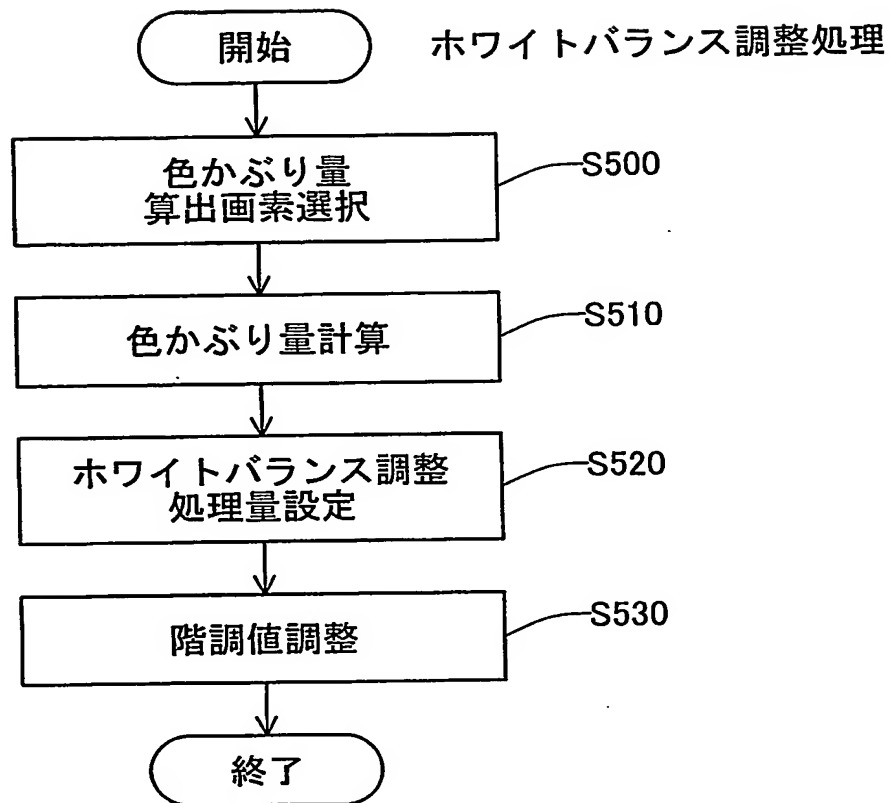 開始
ホワイトバランス調整処理
色かぶり量
算出画素選択
S500
色かぶり量計算
S510
ホワイトバランス調整
処理量設定
S520
階調値調整
S530
終了